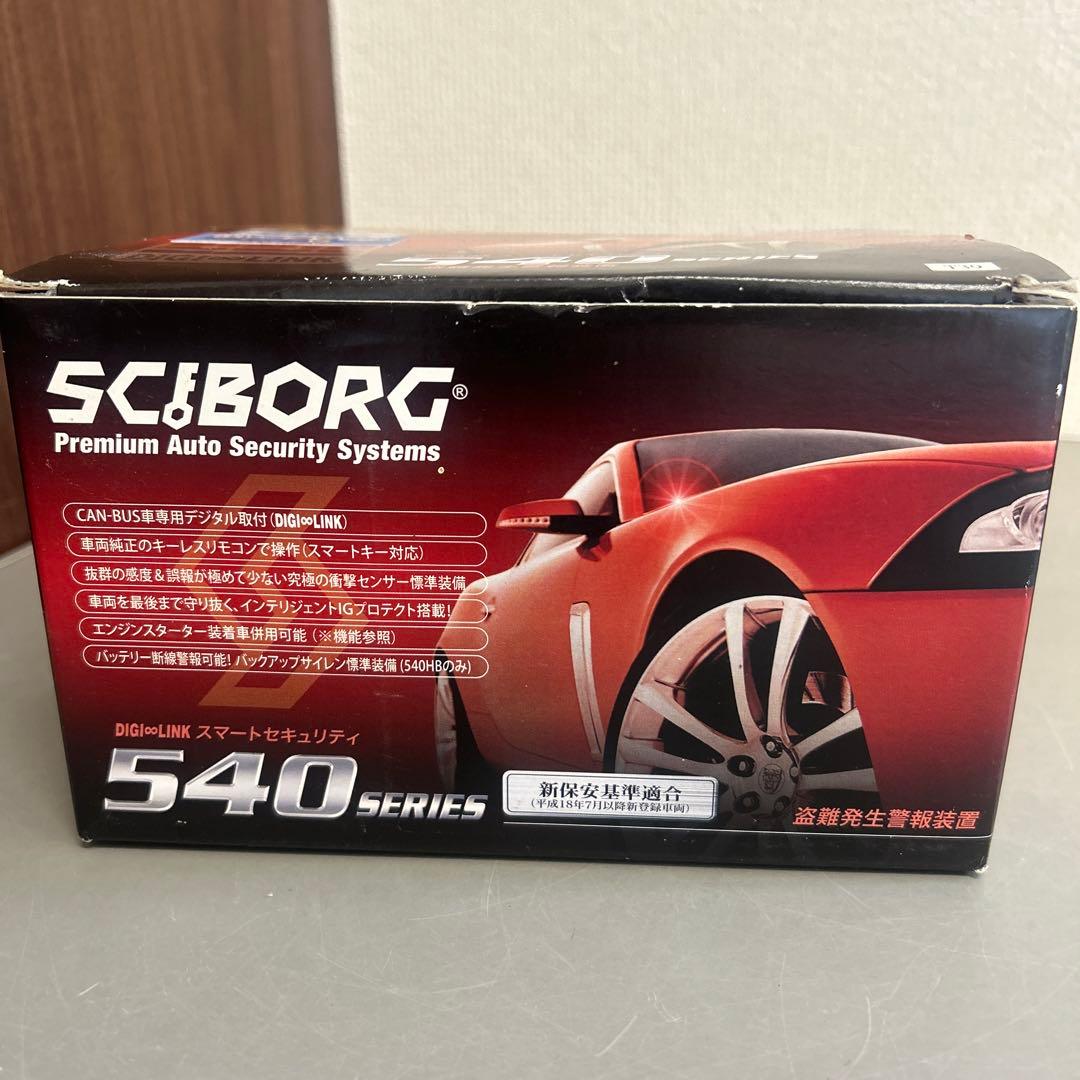 DIGI∞LINK 540 SERIES
SCIBORG®
Premium Auto Security Systems
CAN-BUS車専用デジタル取付(DIGI∞LINK)
車両純正のキーレスリモコンで操作(スマートキー対応)
抜群の感度&誤報が極めて少ない究極の衝撃センサー標準装備
車両を最後まで守り抜く、インテリジェントIGプロテクト搭載!
エンジンスターター装着車併用可能(※機能参照)
バッテリー断線警報可能!バックアップサイレン標準装備(540HBのみ)
DIGI∞LINK スマートセキュリティ
540 SERIES
新保安基準適合
(平成18年7月以降新登録車両)
盗難発生警報装置